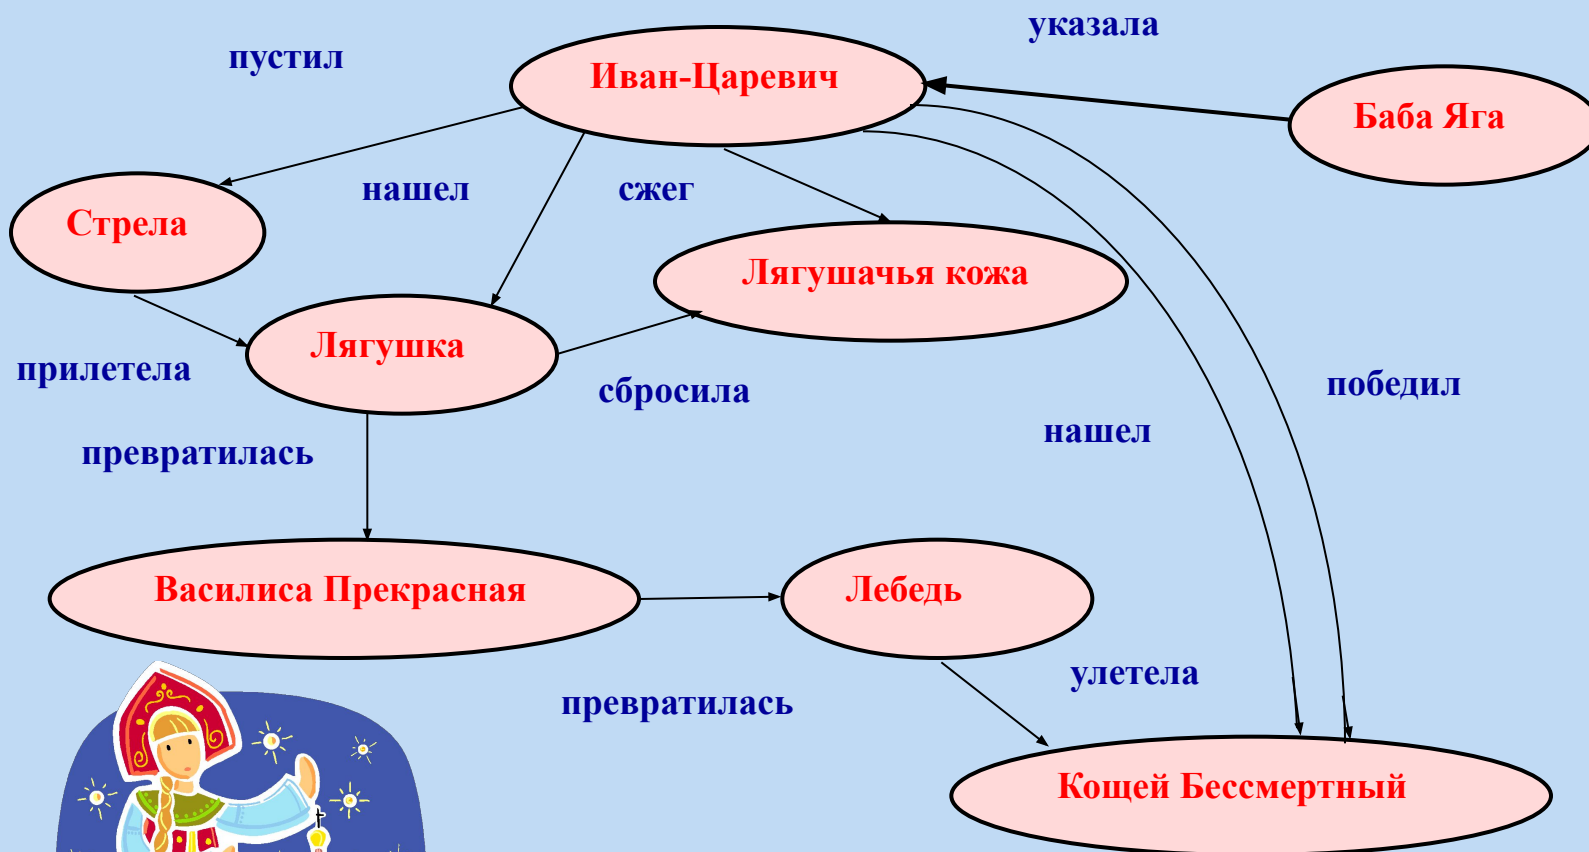 указала
пустил
Иван-Царевич
Баба Яга
нашел
сжег
Стрела
Лягушачья кожа
Лягушка
прилетела
сбросила
победил
нашел
превратилась
Василиса Прекрасная
Лебедь
улетела
превратилась
Кощей Бессмертный